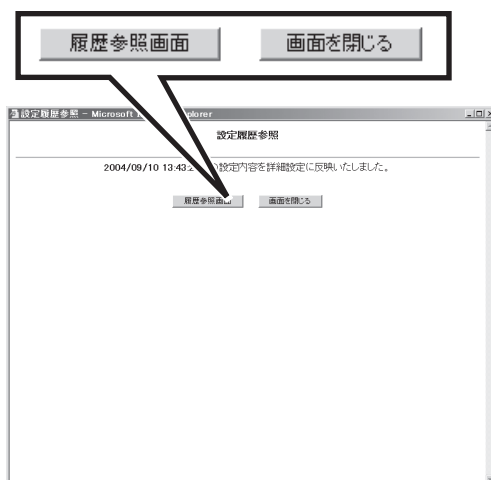 履歴参照画面 画面を閉じる
設定履歴参照 - Microsoft plorer
設定履歴参照
2004/09/10 13:43:2 の設定内容を詳細設定に反映いたしました。
履歴参照画面 画面を閉じる